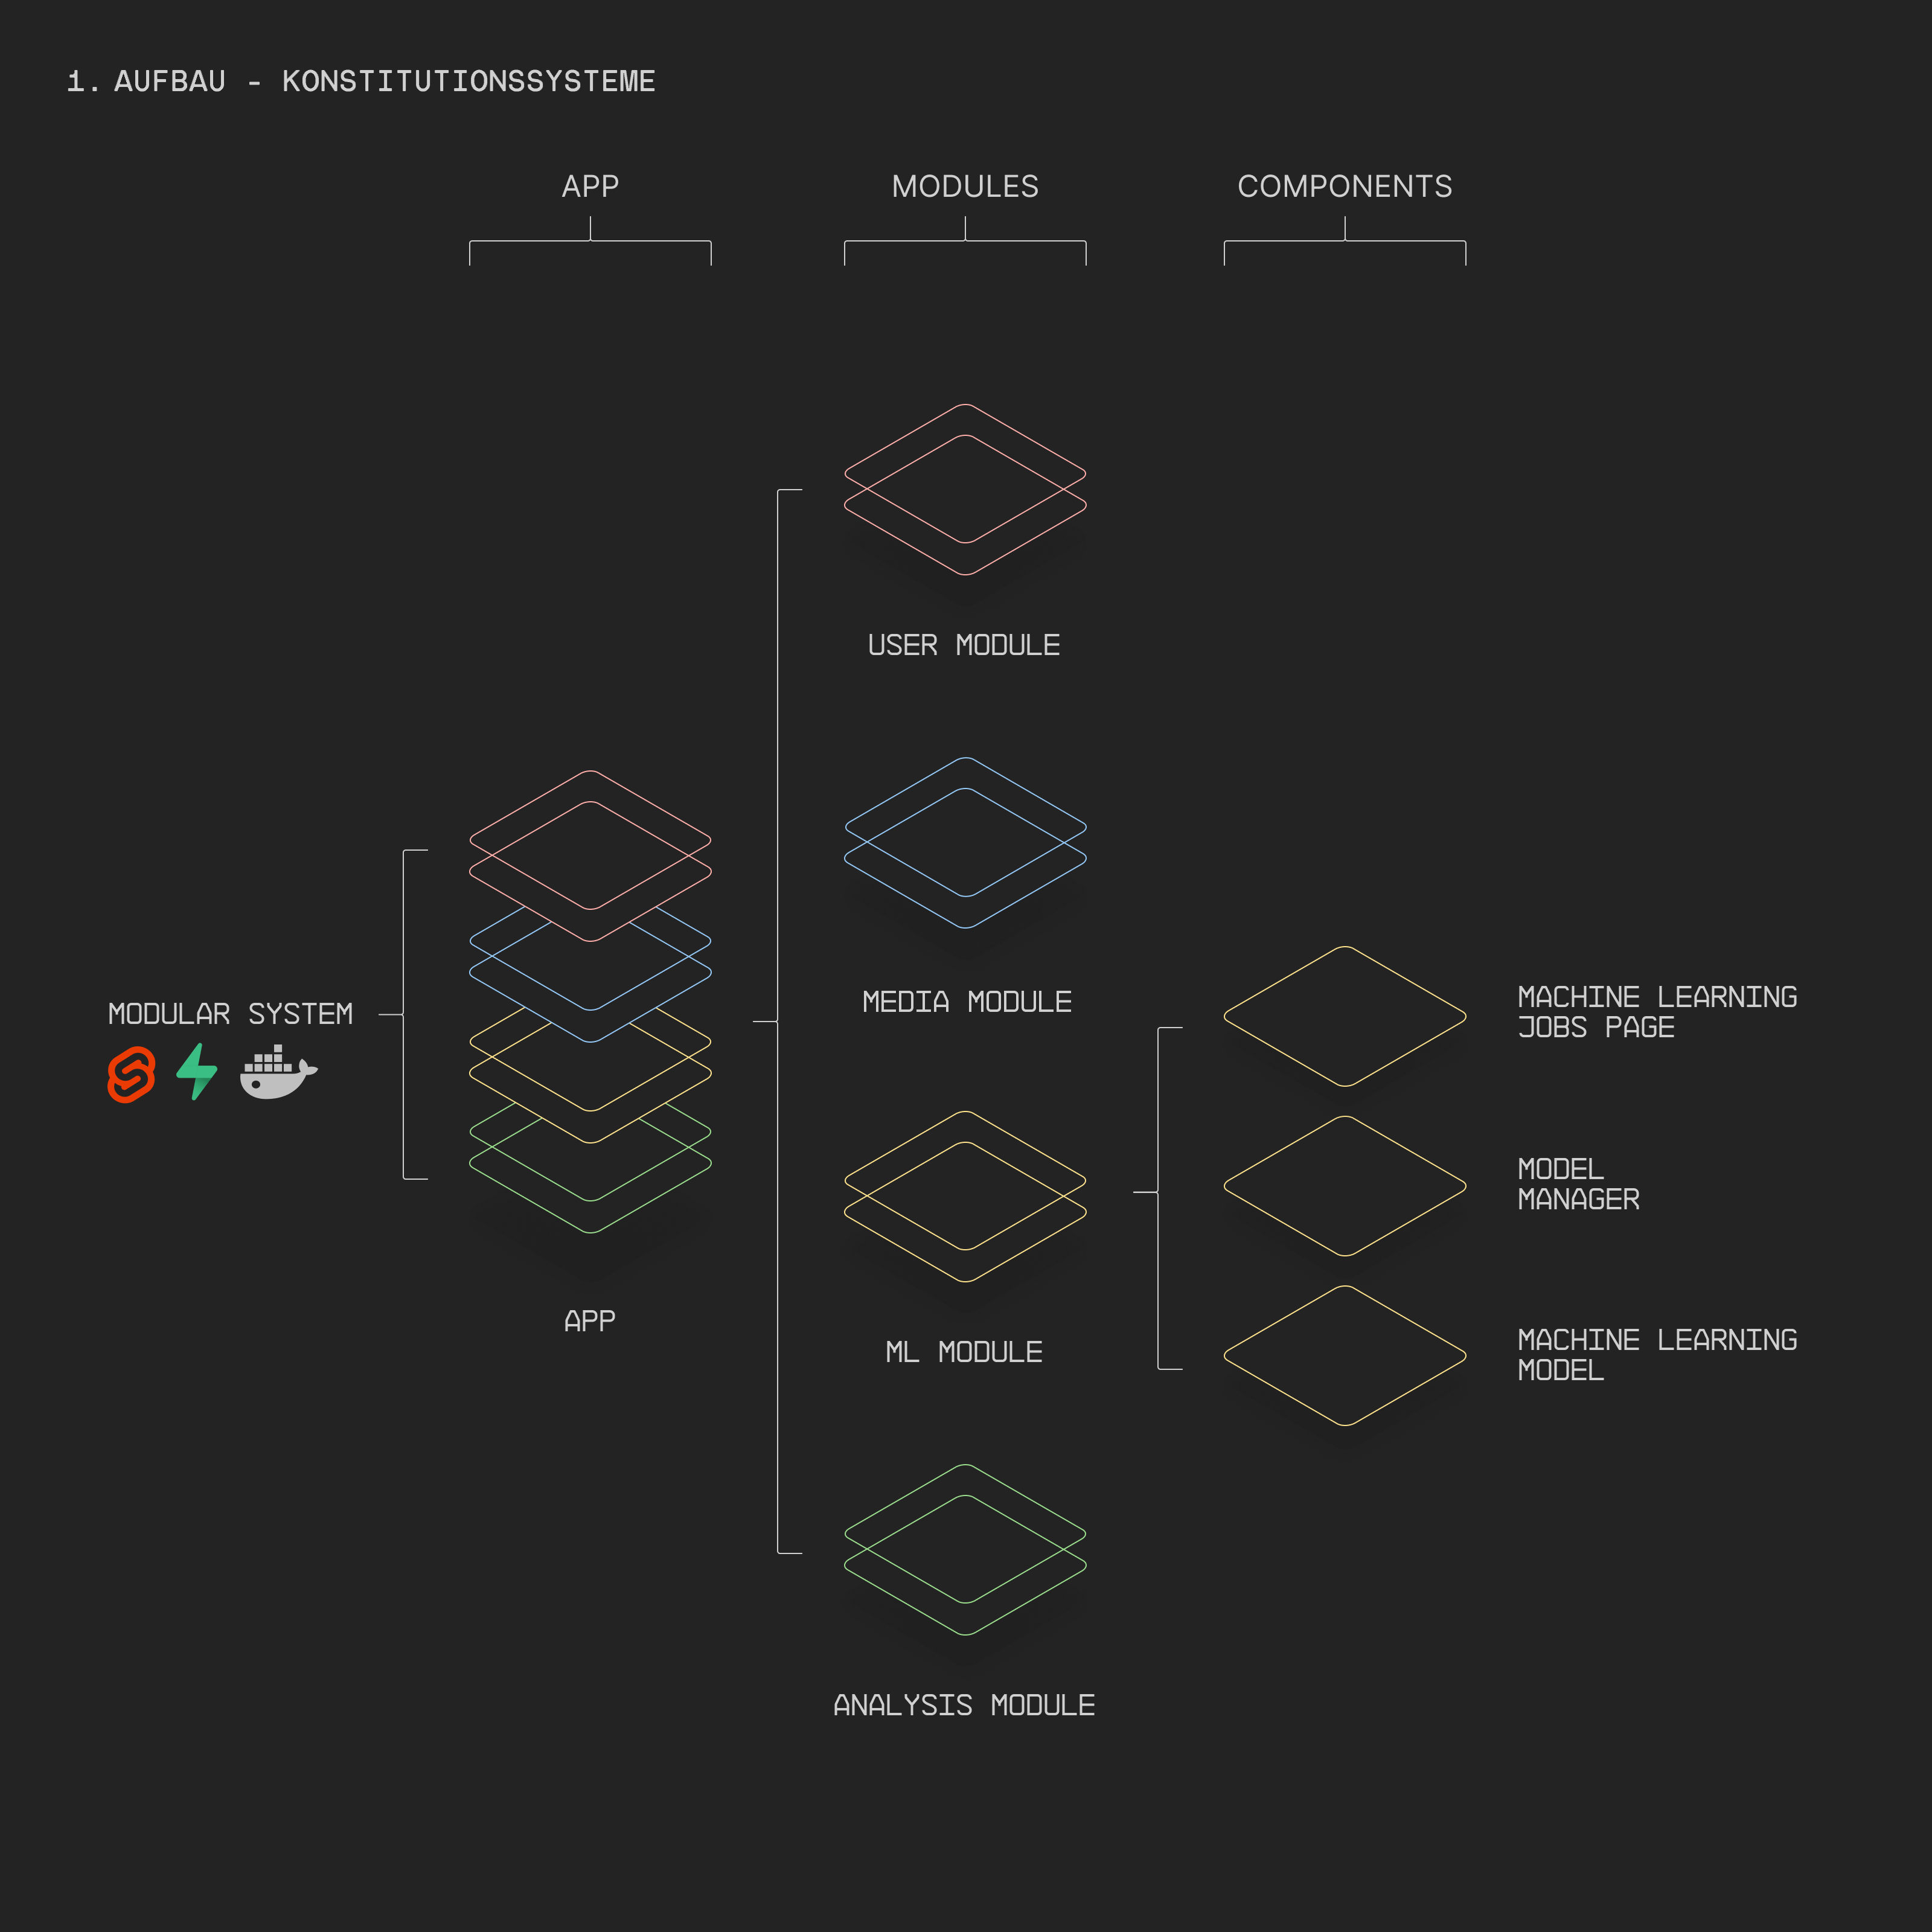 1. AUFBAU - KONSTITUTIONSSYSTEME
APP
MODULES
COMPONENTS
USER MODULE
MEDIA MODULE
MODULAR SYSTEM
MACHINE LEARNING
JOBS PAGE
MODEL
MANAGER
APP
ML MODULE
MACHINE LEARNING
MODEL
ANALYSIS MODULE